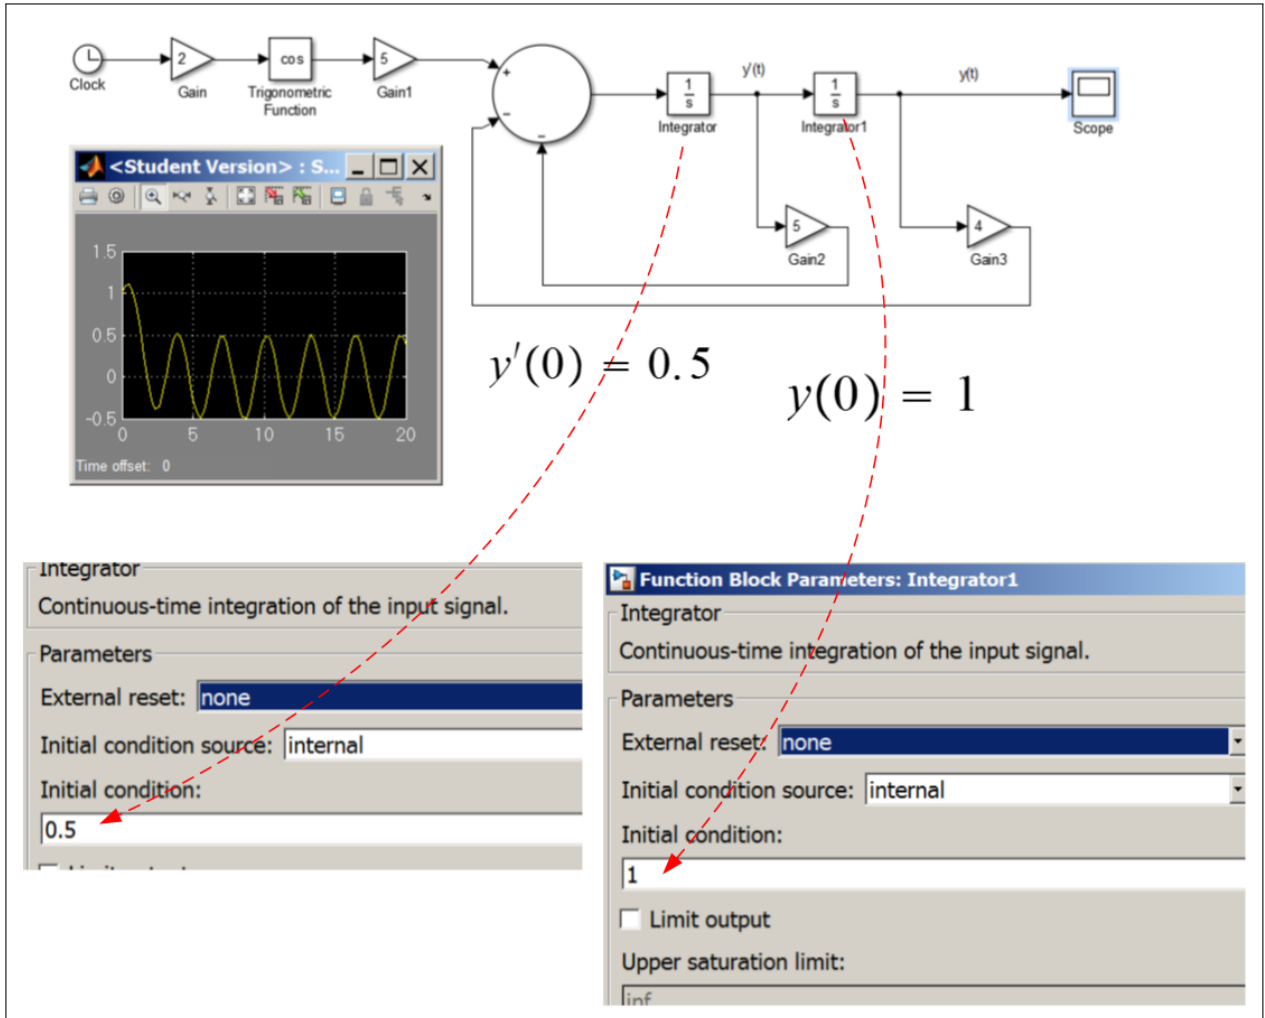 2
cos
5
Clock
Gain
Trigonometric
Function
Gain1
+
−
−
1
s
Integrator
y'(t)
1
s
Integrator1
y(t)
Scope
5
Gain2
4
Gain3
<Student Version> : S...
1.5
1
0.5
0
-0.5
0
5
10
15
20
Time offset: 0
y′(0) = 0.5
y(0) = 1
Integrator
Continuous-time integration of the input signal.
Parameters
External reset: none
Initial condition source: internal
Initial condition:
0.5
Function Block Parameters: Integrator1
Integrator
Continuous-time integration of the input signal.
Parameters
External reset: none
Initial condition source: internal
Initial condition:
1
Limit output
Upper saturation limit:
inf